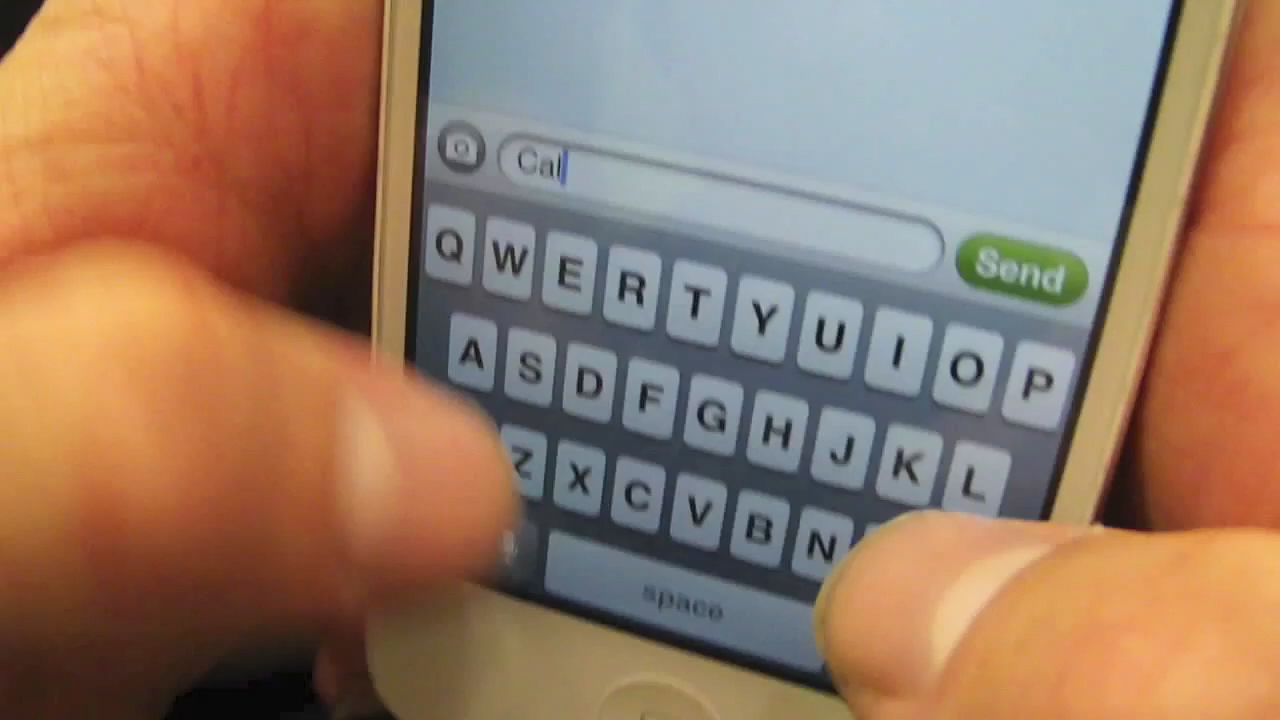 Cal
Send
Q W E R T Y U I O P
A S D F G H J K L
Z X C V B N
space